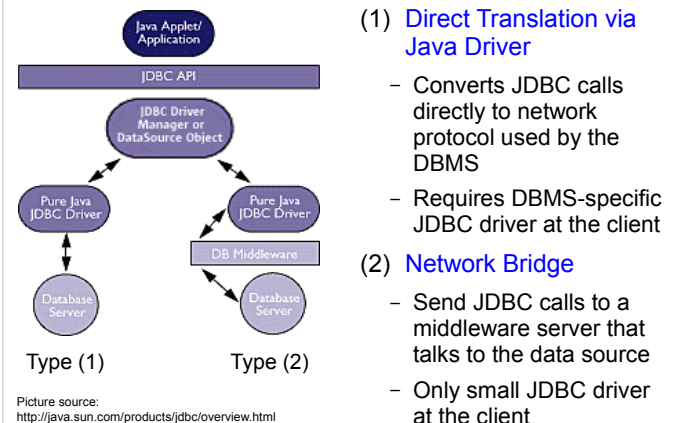 Java Applet/
Application
JDBC API
JDBC Driver
Manager or
DataSource Object
Pure Java
JDBC Driver
Pure Java
JDBC Driver
DB Middleware
Database
Server
Database
Server
Type (1)
Type (2)
Picture source:
http://java.sun.com/products/jdbc/overview.html
(1) Direct Translation via
Java Driver
– Converts JDBC calls
directly to network
protocol used by the
DBMS
– Requires DBMS-specific
JDBC driver at the client
(2) Network Bridge
– Send JDBC calls to a
middleware server that
talks to the data source
– Only small JDBC driver
at the client